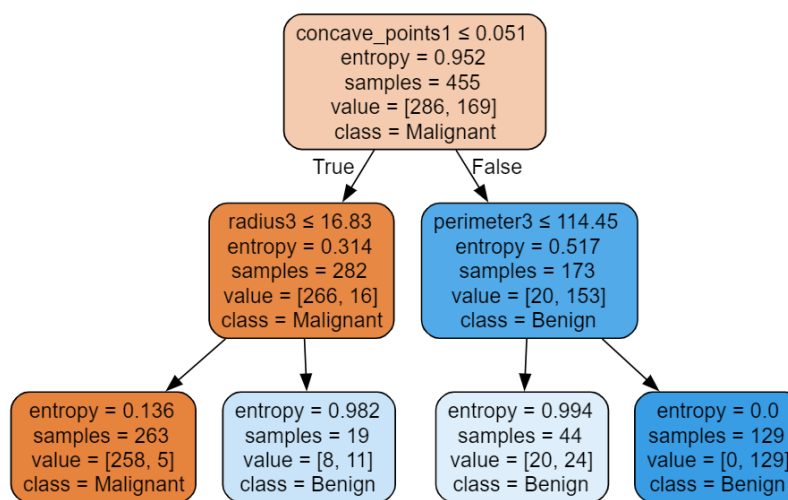 concave_points1 ≤ 0.051
entropy = 0.952
samples = 455
value = [286, 169]
class = Malignant
True
False
radius3 ≤ 16.83
entropy = 0.314
samples = 282
value = [266, 16]
class = Malignant
perimeter3 ≤ 114.45
entropy = 0.517
samples = 173
value = [20, 153]
class = Benign
entropy = 0.136
samples = 263
value = [258, 5]
class = Malignant
entropy = 0.982
samples = 19
value = [8, 11]
class = Benign
entropy = 0.994
samples = 44
value = [20, 24]
class = Benign
entropy = 0.0
samples = 129
value = [0, 129]
class = Benign